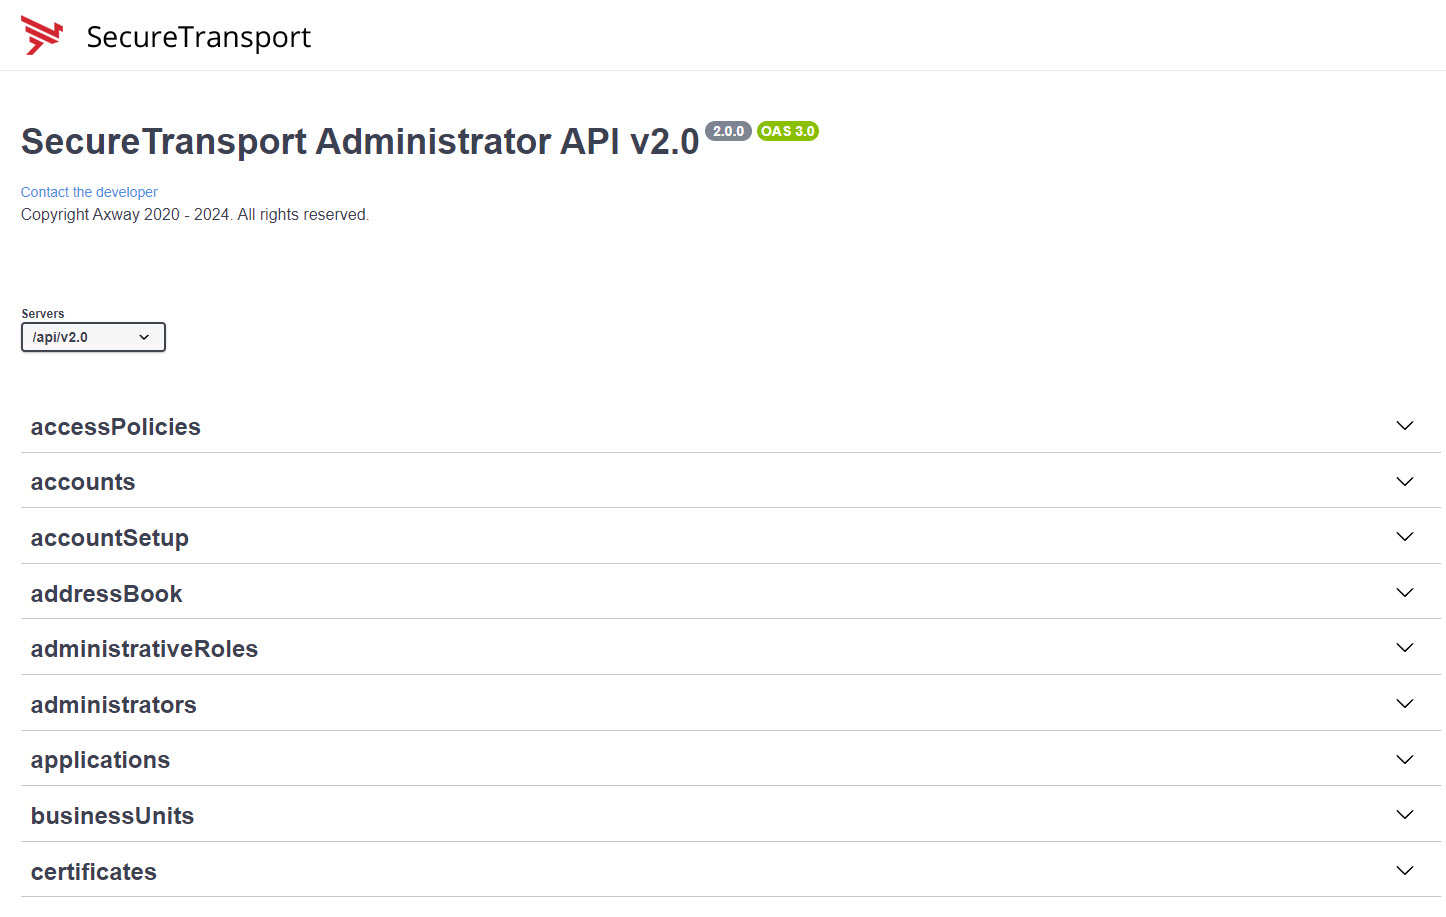 SecureTransport
SecureTransport Administrator API v2.0 2.0.0 OAS 3.0
Contact the developer
Copyright Axway 2020 - 2024. All rights reserved.
Servers
/api/v2.0
accessPolicies
accounts
accountSetup
addressBook
administrativeRoles
administrators
applications
businessUnits
certificates